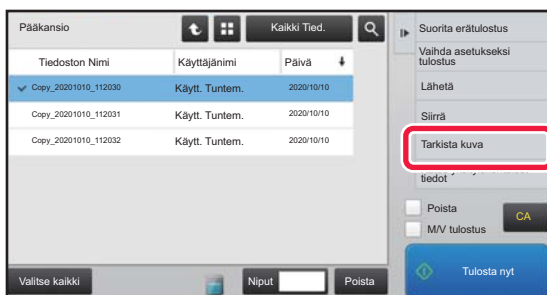 Pääkansio
Kaikki Tied.
Tiedoston Nimi Käyttäjänimi Päivä
Copy_20201010_112030 Käytt. Tuntem. 2020/10/10
Copy_20201010_112031 Käytt. Tuntem. 2020/10/10
Copy_20201010_112032 Käytt. Tuntem. 2020/10/10
Valitse kaikki
Niput
Poista
Suorita erätulostus
Vaihda asetukseksi
tulostus
Lähetä
Siirrä
Tarkista kuva
tiedot
Poista
M/V tulostus
CA
Tulosta nyt